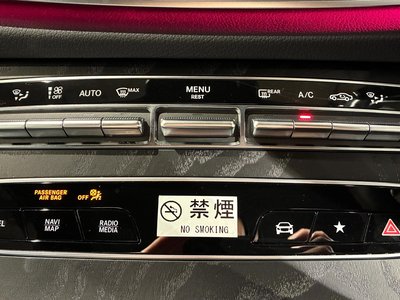 OFF AUTO MAX MENU REAR A/C
REST
PASSENGER
AIR BAG OFF
NAVI
MAP
RADIO
MEDIA
禁煙
NO SMOKING